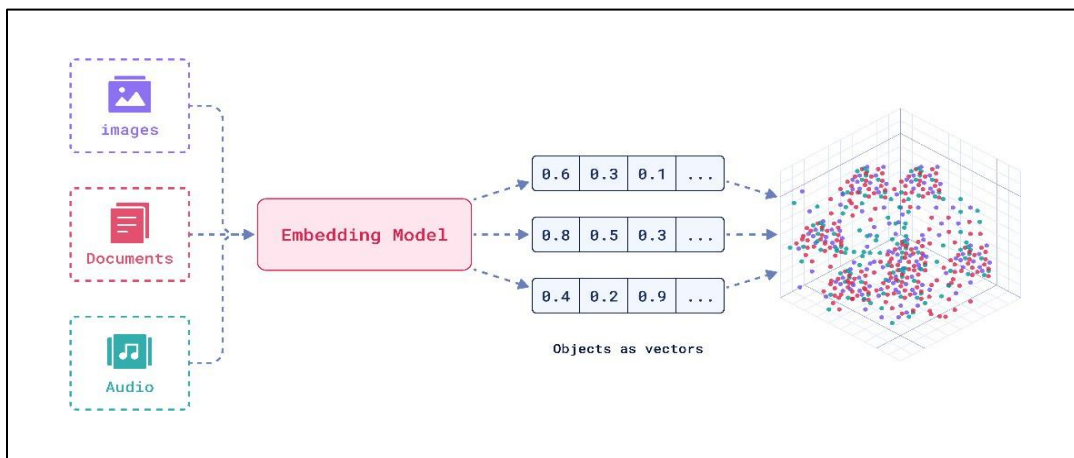 images
Documents
Audio
Embedding Model
0.6 0.3 0.1 ...
0.8 0.5 0.3 ...
0.4 0.2 0.9 ...
Objects as vectors